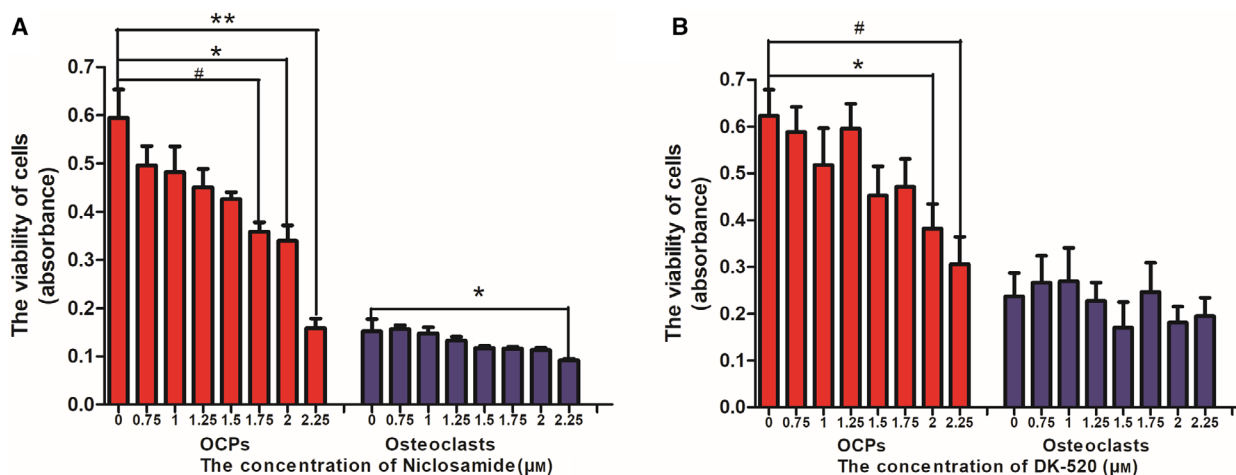 A
**
*
#
0.7
0.6
0.5
0.4
0.3
0.2
0.1
0.0
The viability of cells
(absorbance)
*
0 0.75 1 1.25 1.5 1.75 2 2.25 0 0.75 1 1.25 1.5 1.75 2 2.25
OCPs Osteoclasts
The concentration of Niclosamide (μM)
B
#
*
0.7
0.6
0.5
0.4
0.3
0.2
0.1
0.0
The viability of cells
(absorbance)
0 0.75 1 1.25 1.5 1.75 2 2.25 0 0.75 1 1.25 1.5 1.75 2 2.25
OCPs Osteoclasts
The concentration of DK-520 (μM)